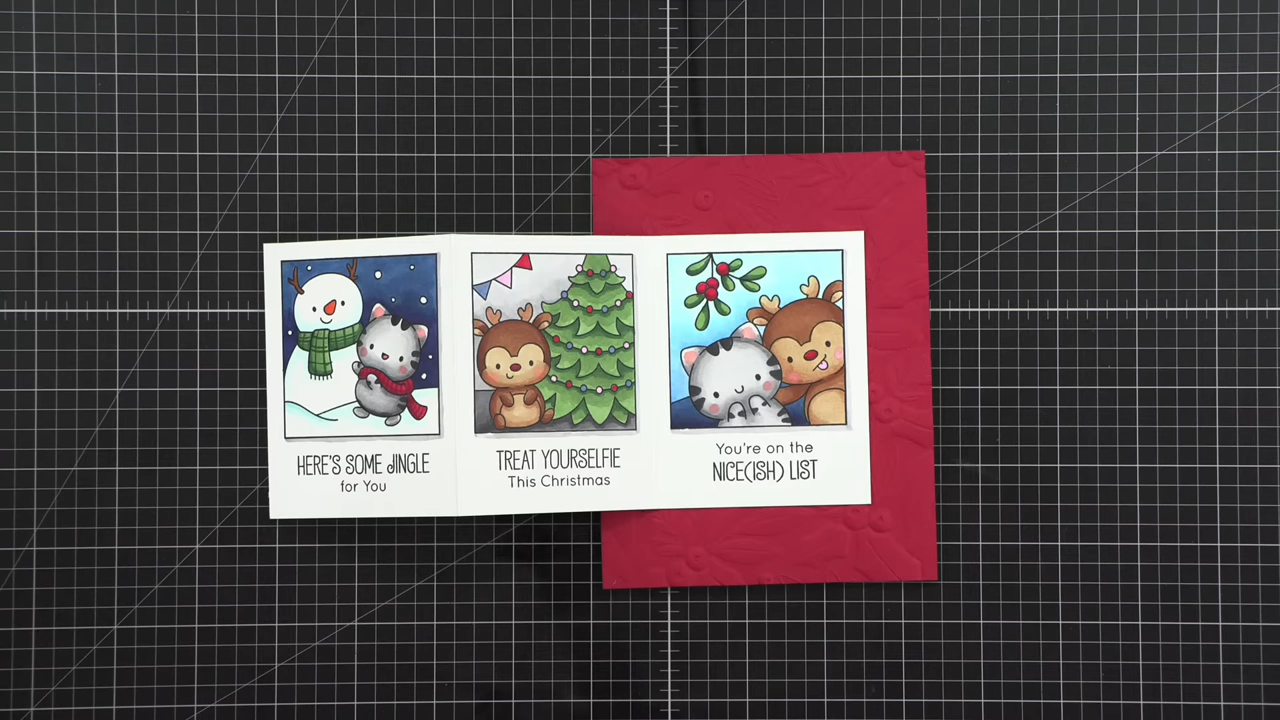 HERE'S SOME JINGLE
for You
TREAT YOURSELFIE
This Christmas
You're on the
NICE(ISH) LIST